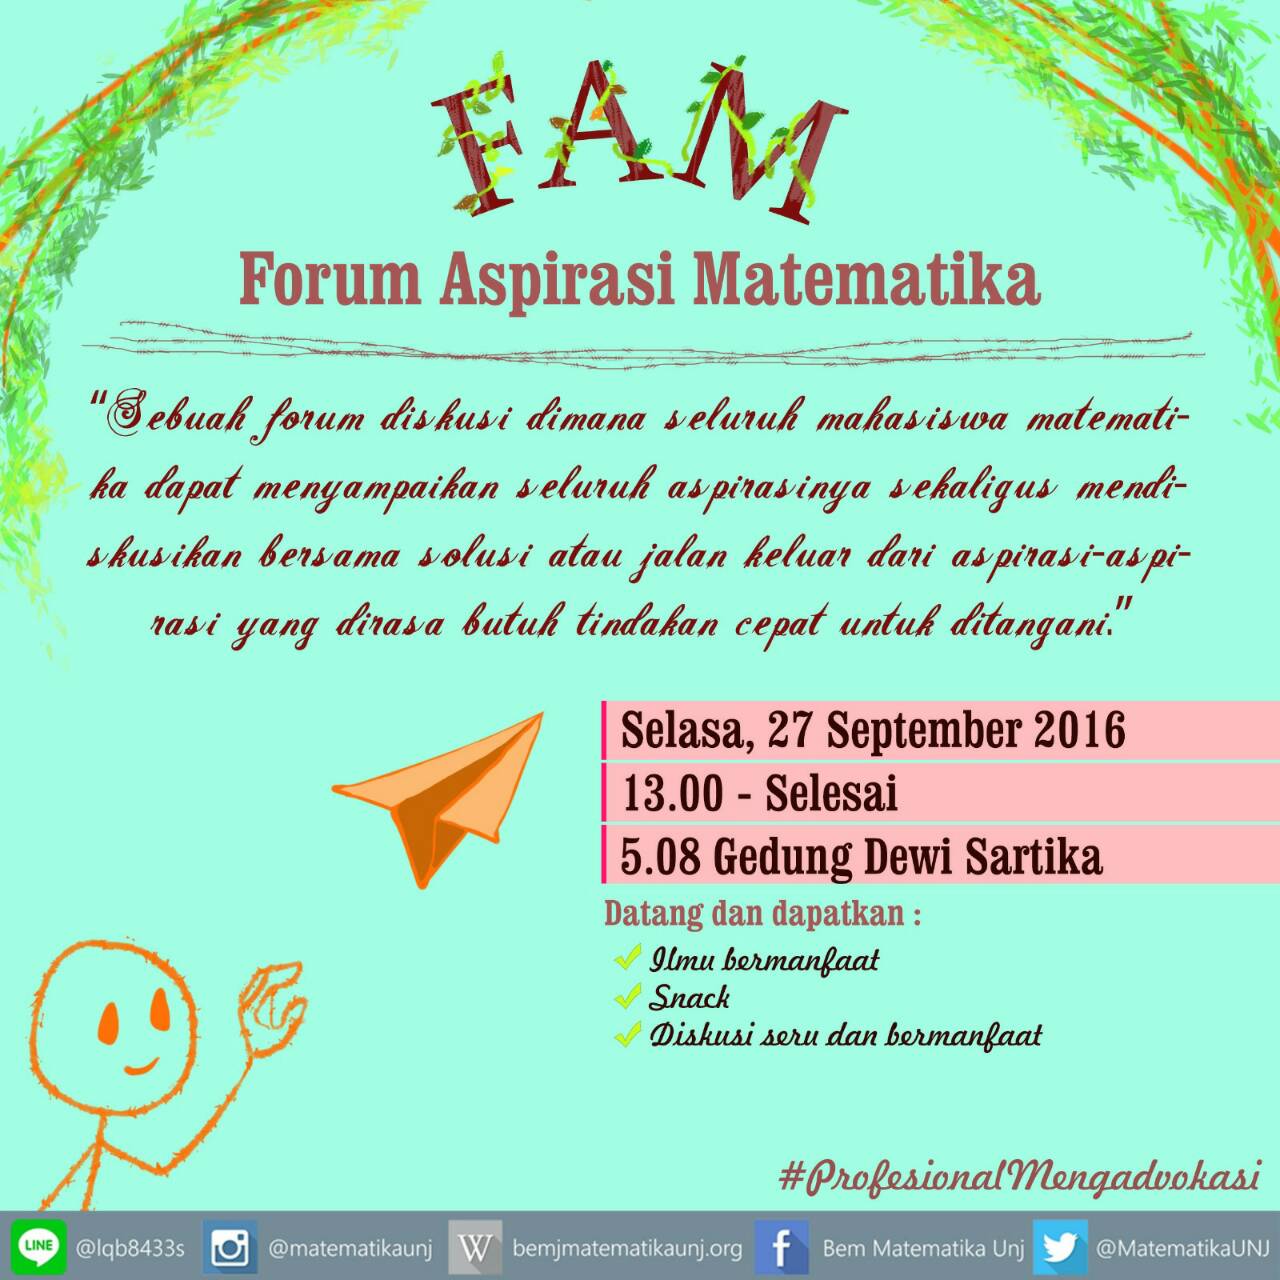 FAM
Forum Aspirasi Matematika
"Sebuah forum diskusi dimana seluruh mahasiswa matemati-
ka dapat menyampaikan seluruh aspirasinya sekaligus mendi-
skusikan bersama solusi atau jalan keluar dari aspirasi-aspi-
rasi yang dirasa butuh tindakan cepat untuk ditangani."
Selasa, 27 September 2016
13.00 - Selesai
5.08 Gedung Dewi Sartika
Datang dan dapatkan :
Ilmu bermanfaat
Snack
Diskusi seru dan bermanfaat
#ProfesionalMengadvokasi
LINE @lqb8433s @matematikaunj W bemjmatematikaunj.org f Bem Matematika Unj @MatematikaUNJ